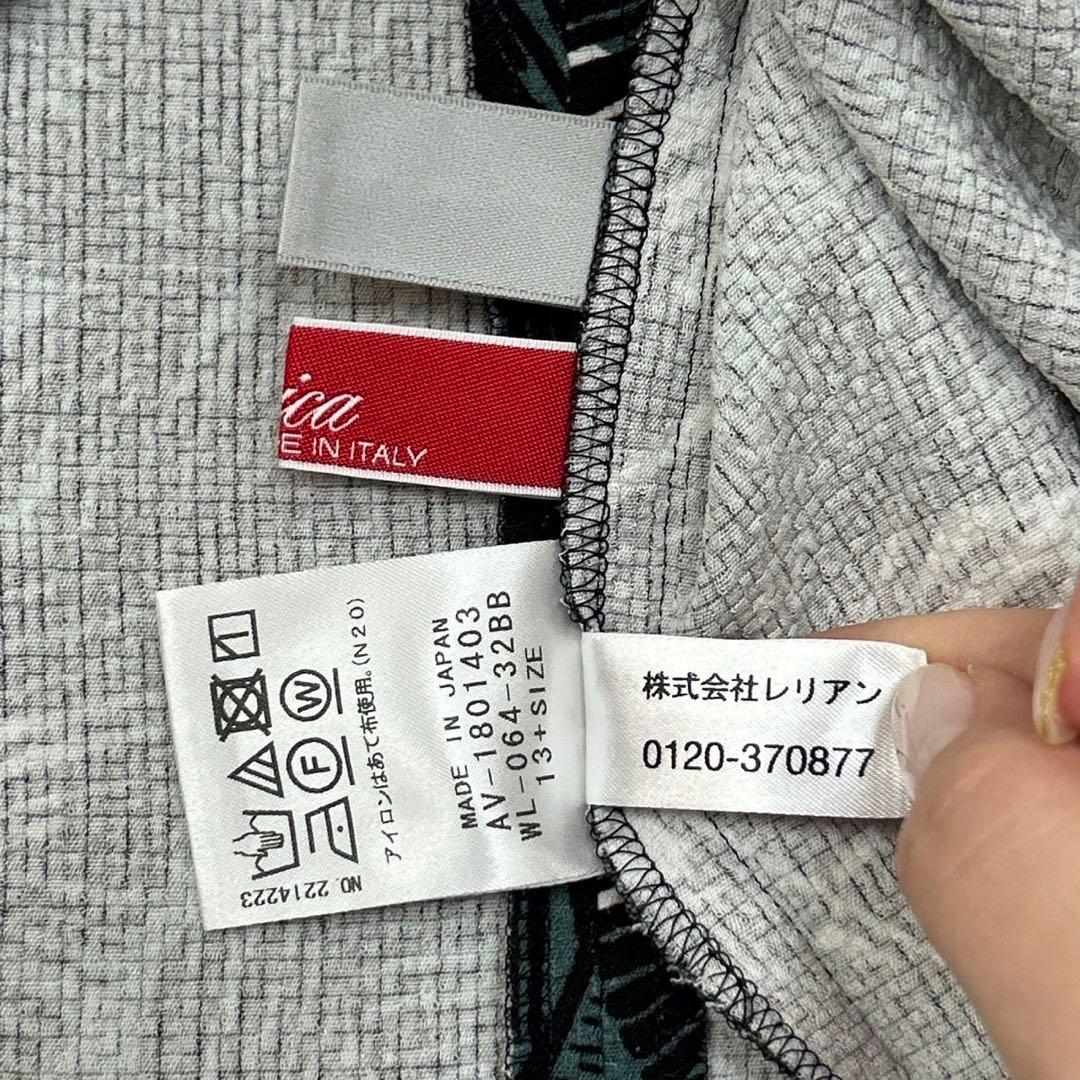 ica
E IN ITALY
アイロンはあて布使用。(N20)
W
F
NO.2214223
MADE IN JAPAN
AV-1801403
WL-064-32BB
13+SIZE
株式会社レリアン
0120-370877